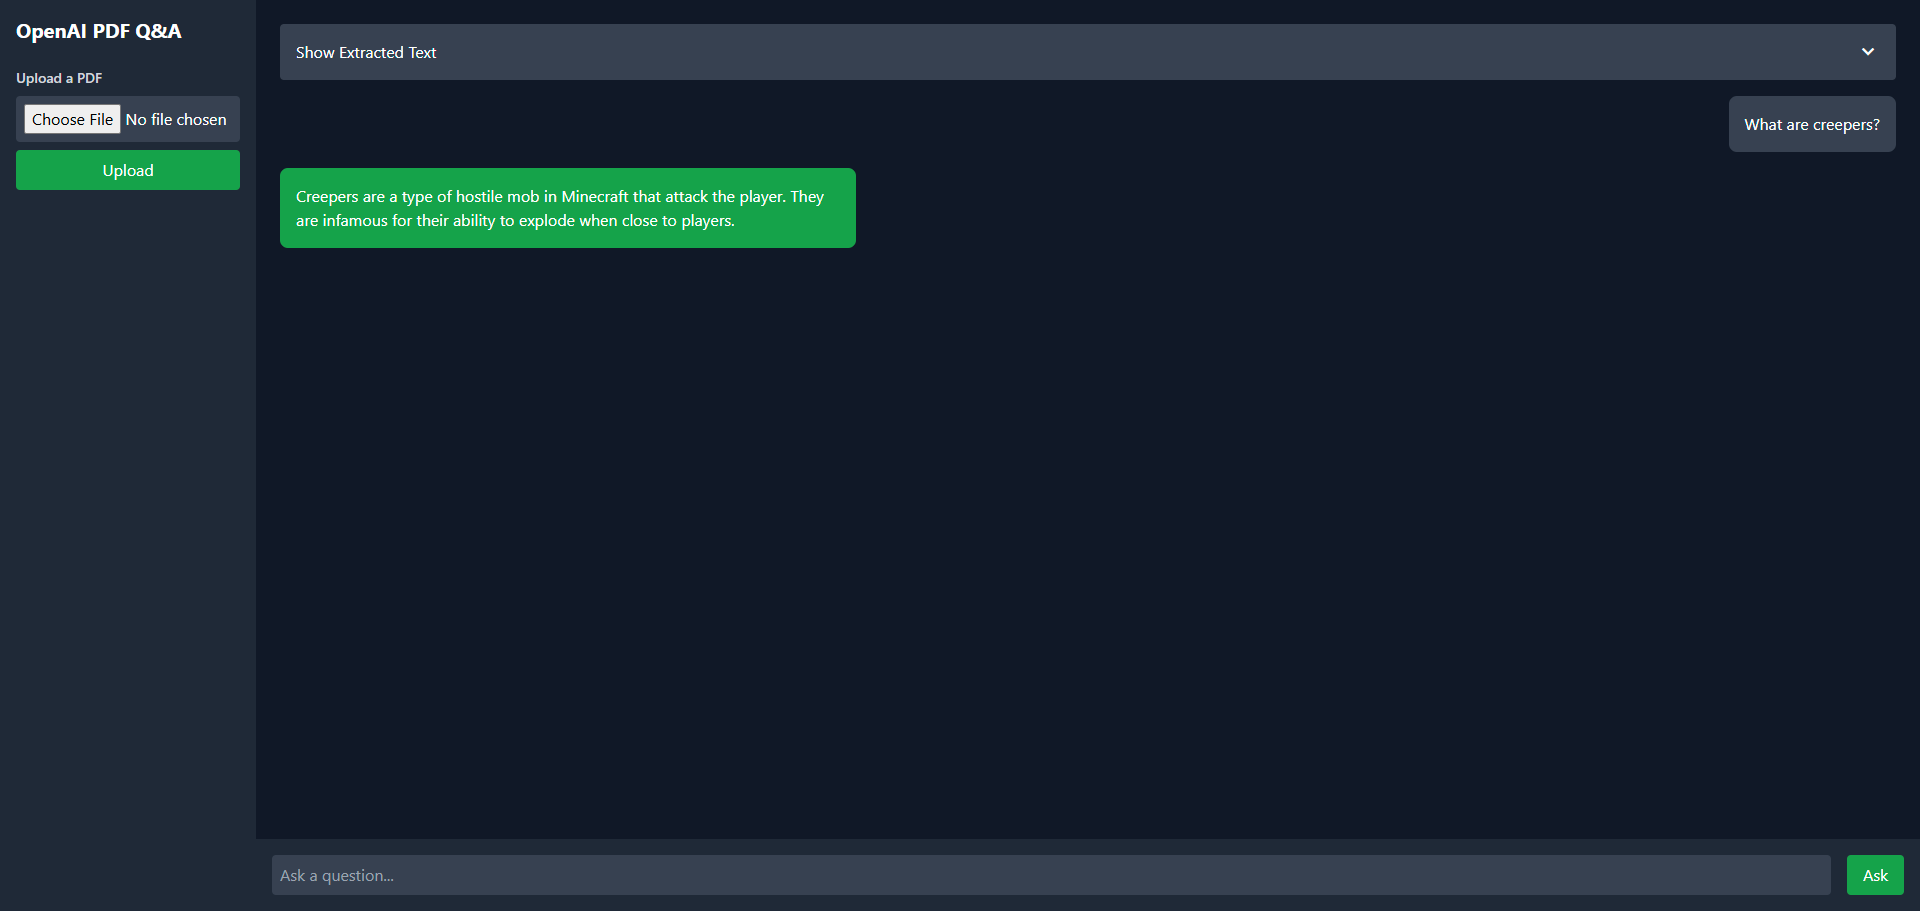 OpenAI PDF Q&A
Upload a PDF
Choose File No file chosen
Upload
Show Extracted Text
What are creepers?
Creepers are a type of hostile mob in Minecraft that attack the player. They
are infamous for their ability to explode when close to players.
Ask a question...
Ask